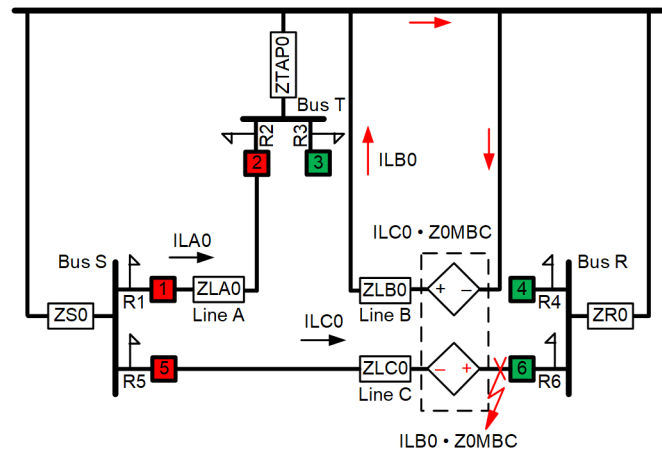 ZTAP0
Bus T
R2
R3
2
3
ILB0
ILA0
ILC0 • Z0MBC
Bus S
Bus R
1
ZLA0
ZLB0
+
–
4
R1
Line A
Line B
R4
ZS0
ZR0
ILC0
5
ZLC0
–
+
6
R5
Line C
R6
ILB0 • Z0MBC